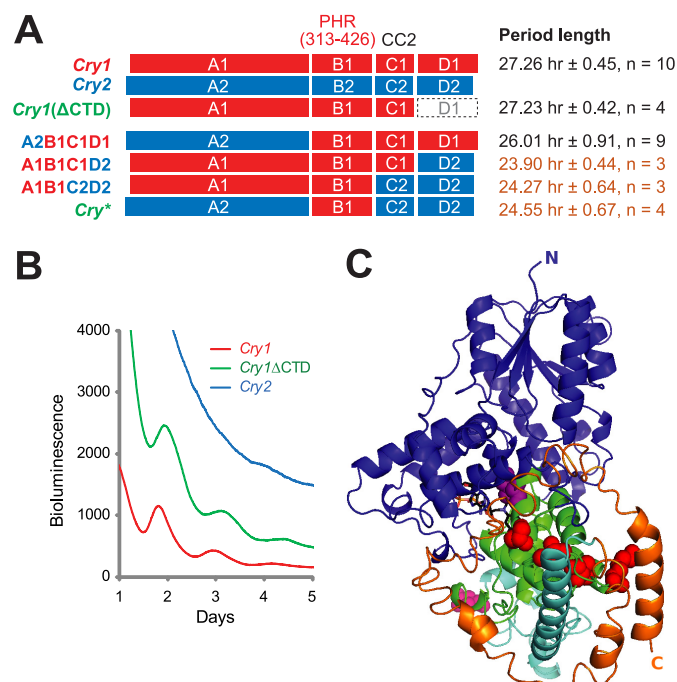 A
PHR
(313-426) CC2 Period length
Cry1 A1 B1 C1 D1 27.26 hr ± 0.45, n = 10
Cry2 A2 B2 C2 D2
Cry1(ΔCTD) A1 B1 C1 D1 27.23 hr ± 0.42, n = 4
A2B1C1D1 A2 B1 C1 D1 26.01 hr ± 0.91, n = 9
A1B1C1D2 A1 B1 C1 D2 23.90 hr ± 0.44, n = 3
A1B1C2D2 A1 B1 C2 D2 24.27 hr ± 0.64, n = 3
Cry* A2 B1 C2 D2 24.55 hr ± 0.67, n = 4
B
Bioluminescence
4000
3000
2000
1000
0
1 2 3 4 5
Days
Cry1
Cry1ΔCTD
Cry2
C
N
C